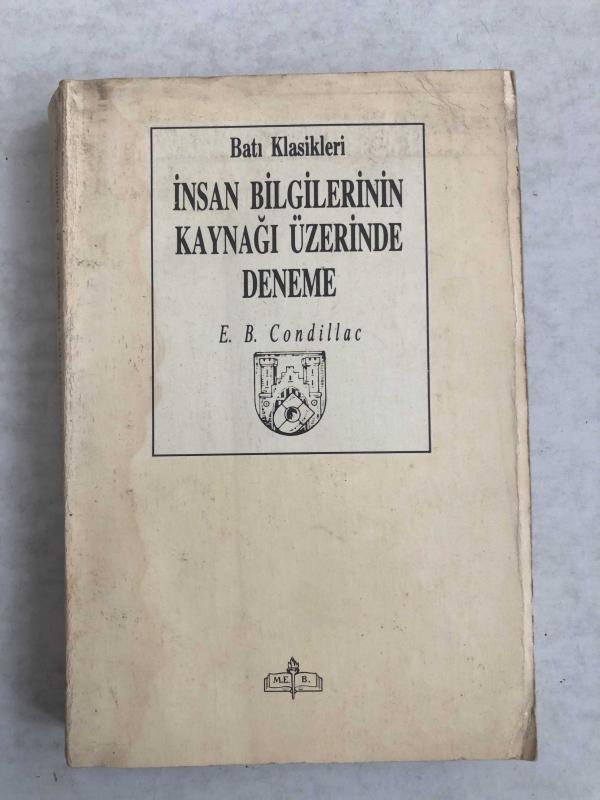 Batı Klasikleri
İNSAN BİLGİLERİNİN
KAYNAĞI ÜZERİNDE
DENEME
E. B. Condillac
M.E. B.